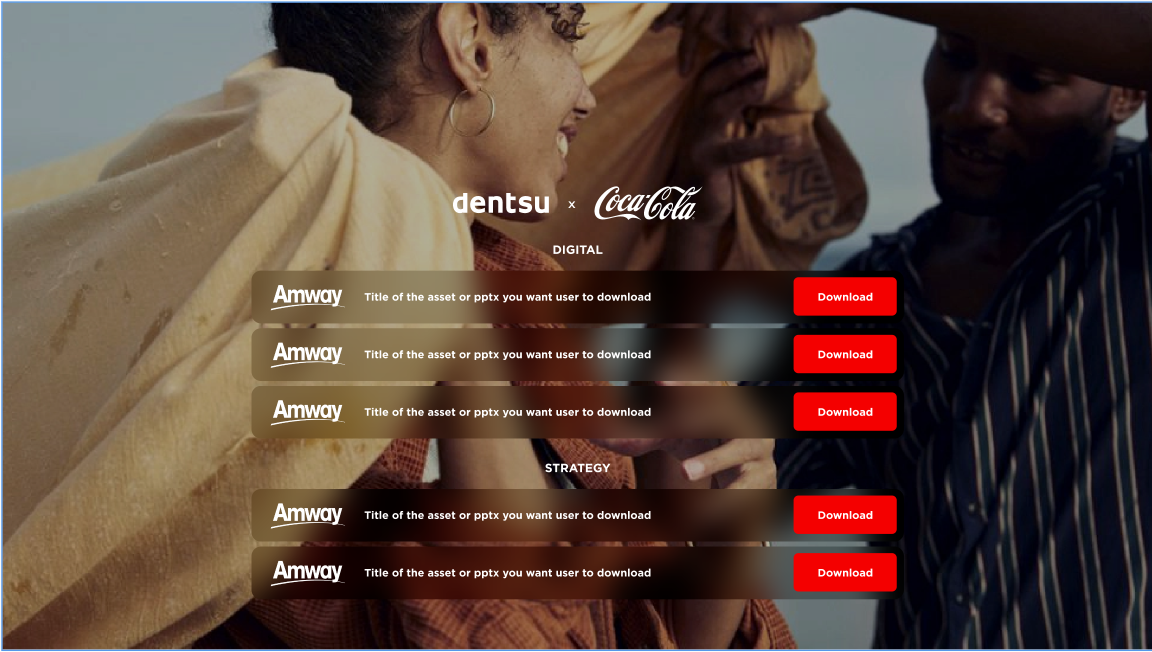 dentsu x Coca-Cola
DIGITAL
Amway Title of the asset or pptx you want user to download Download
Amway Title of the asset or pptx you want user to download Download
Amway Title of the asset or pptx you want user to download Download
STRATEGY
Amway Title of the asset or pptx you want user to download Download
Amway Title of the asset or pptx you want user to download Download